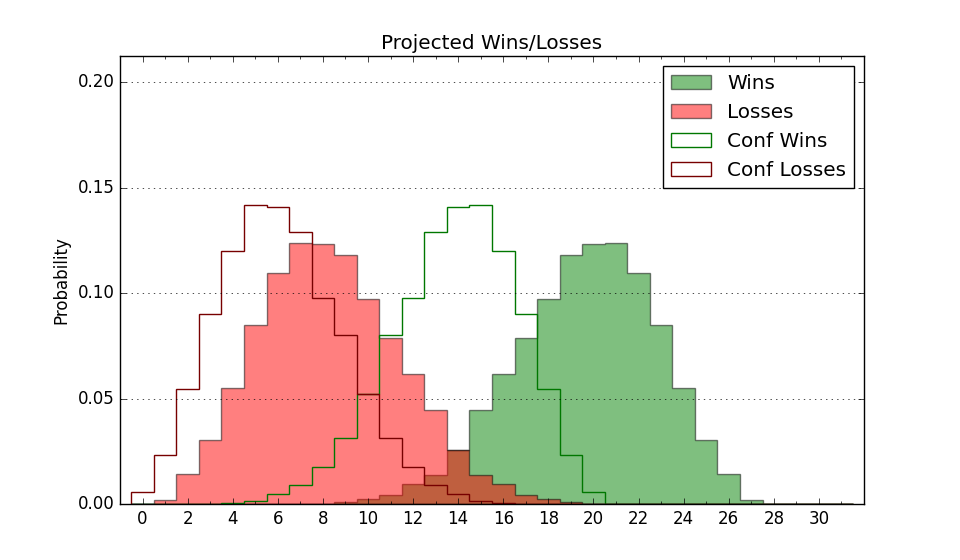 Projected Wins/Losses
0.20
0.15
0.10
0.05
0.00
Probability
Wins
Losses
Conf Wins
Conf Losses
0 2 4 6 8 10 12 14 16 18 20 22 24 26 28 30